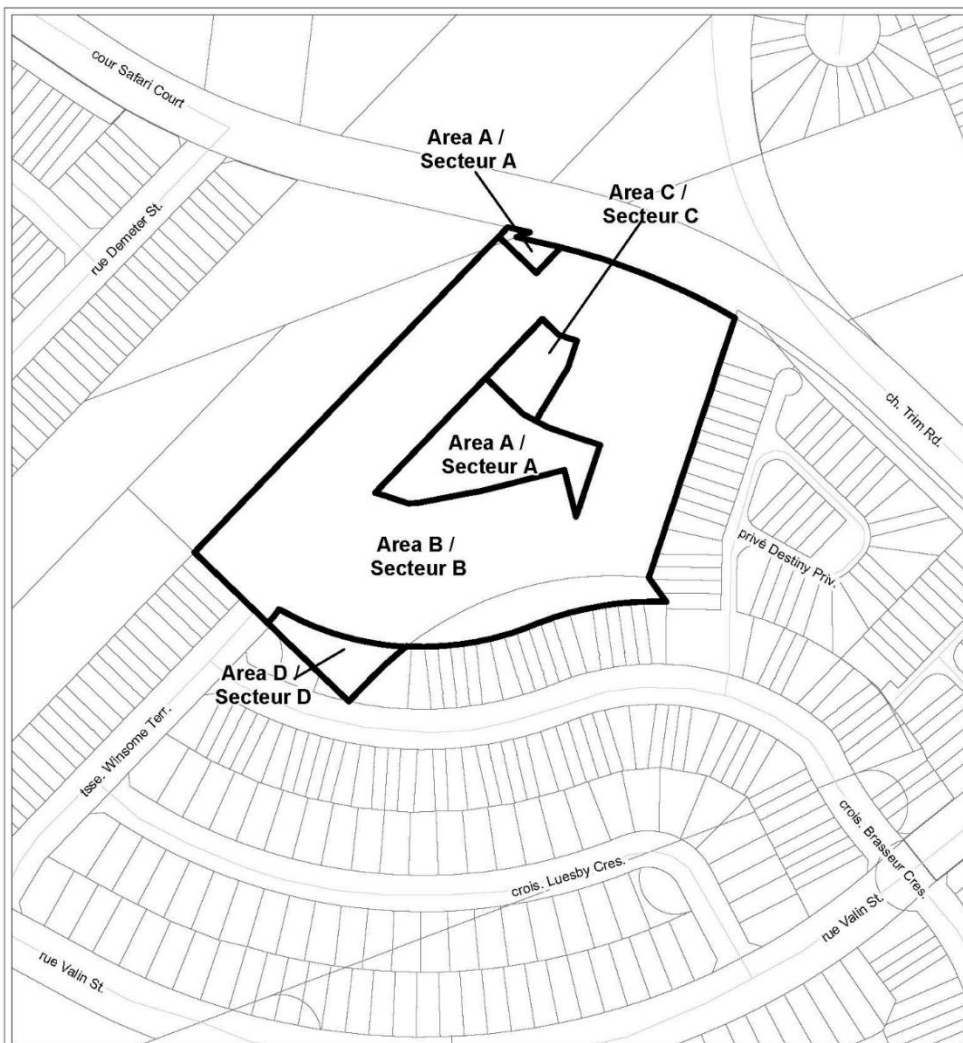 cour Safari Court
Area A /
Secteur A
Area C /
Secteur C
rue Demeter St.
ch. Trim Rd.
Area A /
Secteur A
privé Destiny Priv.
Area B /
Secteur B
Area D /
Secteur D
tsse. Winsome Terr.
crois. Brasseur Cres.
crois. Luesby Cres.
rue Valin St.
rue Valin St.